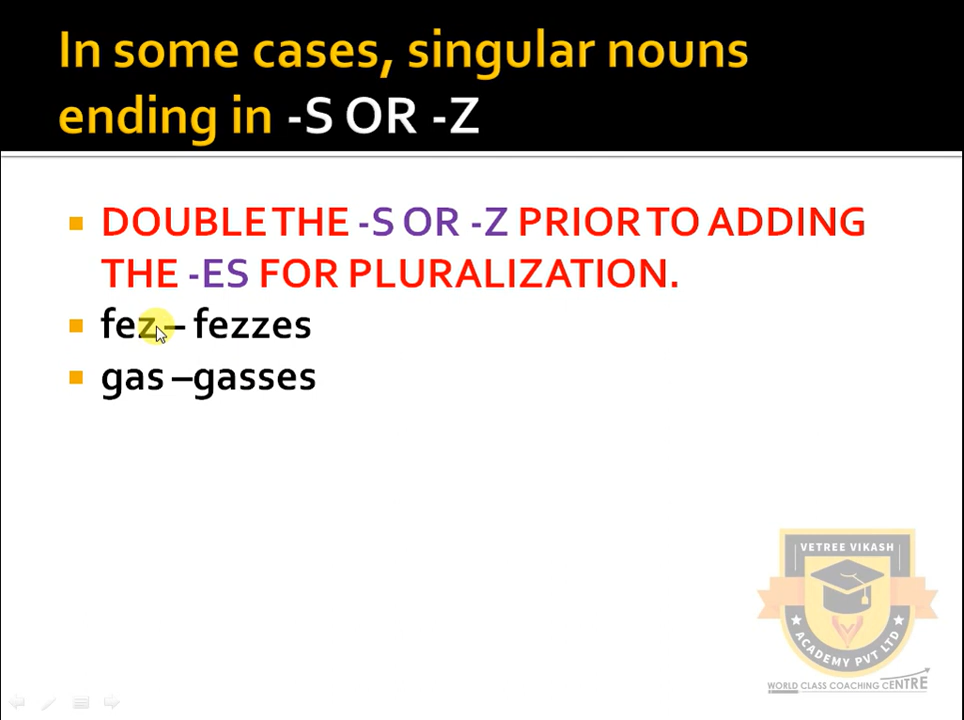 In some cases, singular nouns
ending in -S OR -Z
DOUBLE THE -S OR -Z PRIOR TO ADDING
THE -ES FOR PLURALIZATION.
fez – fezzes
gas –gasses
VETREE VIKASH
ACADEMY PVT LTD
WORLD CLASS COACHING CENTRE